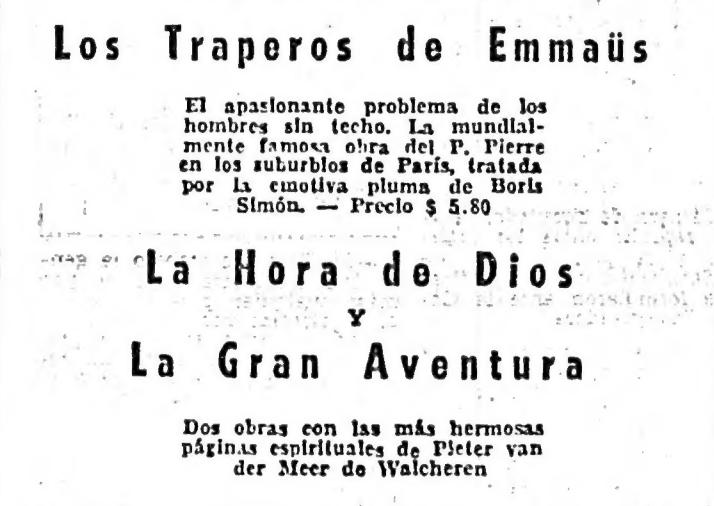 Los Traperos de Emmaüs
El apasionante problema de los
hombres sin techo. La mundial-
mente famosa obra del P. Pierre
en los suburbios de París, tratada
por la emotiva pluma de Boris
Simón. — Precio $ 5.80
La Hora de Dios
Y
La Gran Aventura
Dos obras con las más hermosas
páginas espirituales de Pieter van
der Meer de Walcheren